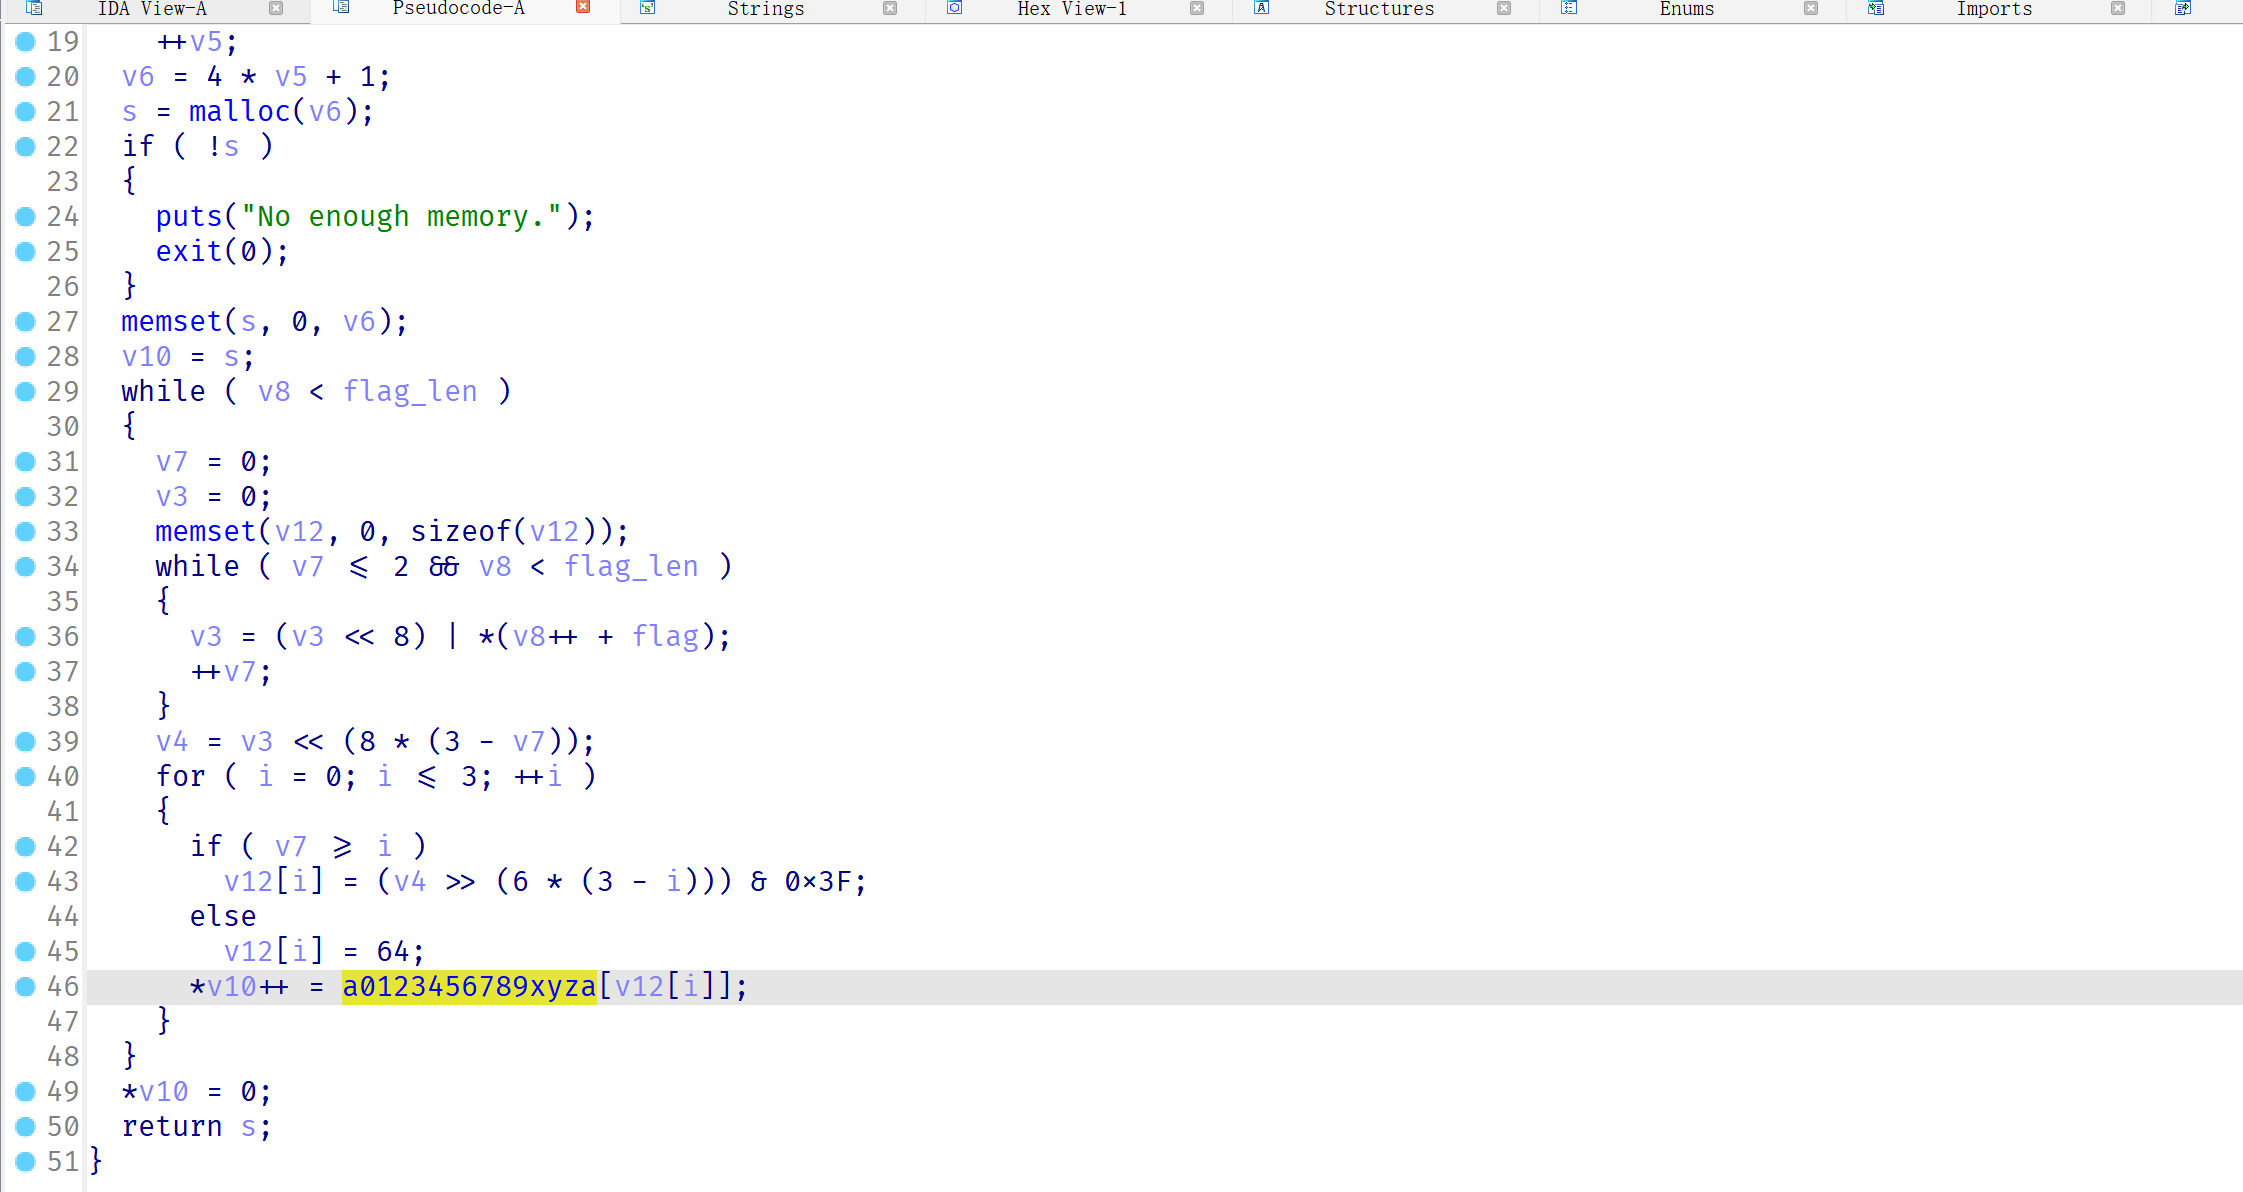 IDA View-A Pseudocode-A Strings Hex View-1 Structures Enums Imports
19 ++v5;
20 v6 = 4 * v5 + 1;
21 s = malloc(v6);
22 if ( !s )
23 {
24 puts("No enough memory.");
25 exit(0);
26 }
27 memset(s, 0, v6);
28 v10 = s;
29 while ( v8 < flag_len )
30 {
31 v7 = 0;
32 v3 = 0;
33 memset(v12, 0, sizeof(v12));
34 while ( v7 <= 2 && v8 < flag_len )
35 {
36 v3 = (v3 << 8) | *(v8++ + flag);
37 ++v7;
38 }
39 v4 = v3 << (8 * (3 - v7));
40 for ( i = 0; i <= 3; ++i )
41 {
42 if ( v7 >= i )
43 v12[i] = (v4 >> (6 * (3 - i))) & 0x3F;
44 else
45 v12[i] = 64;
46 *v10++ = a0123456789xyza[v12[i]];
47 }
48 }
49 *v10 = 0;
50 return s;
51 }